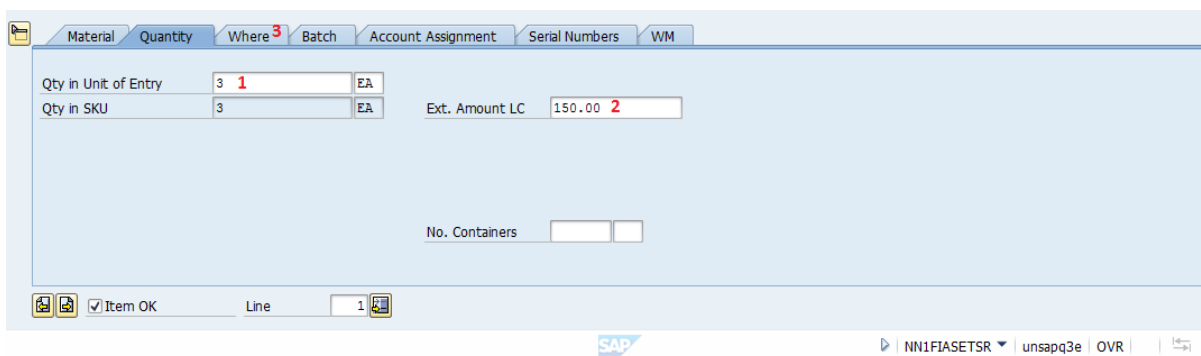 Material Quantity Where 3 Batch Account Assignment Serial Numbers WM
Qty in Unit of Entry 3 1 EA
Qty in SKU 3 EA Ext. Amount LC 150.00 2
No. Containers
Item OK Line 1
SAP NN1FIASETSR unsapq3e OVR